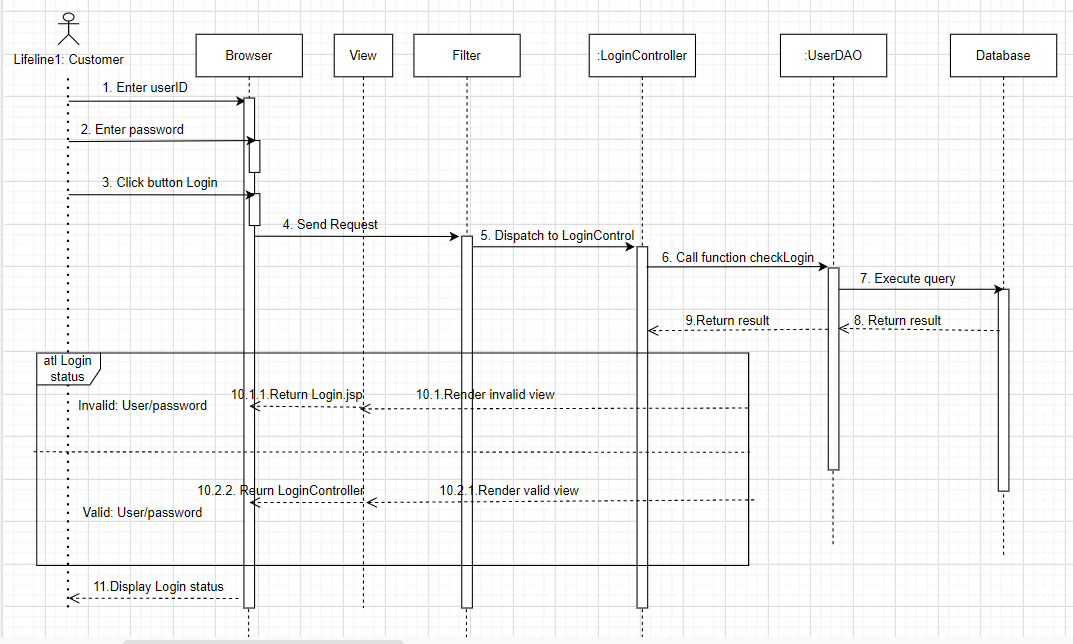 Lifeline1: Customer
Browser
View
Filter
:LoginController
:UserDAO
Database
1. Enter userID
2. Enter password
3. Click button Login
4. Send Request
5. Dispatch to LoginControl
6. Call function checkLogin
7. Execute query
8. Return result
9.Return result
atl Login
status
10.1.1.Return Login.jsp
10.1.Render invalid view
Invalid: User/password
10.2.2. Reurn LoginController
10.2.1.Render valid view
Valid: User/password
11.Display Login status